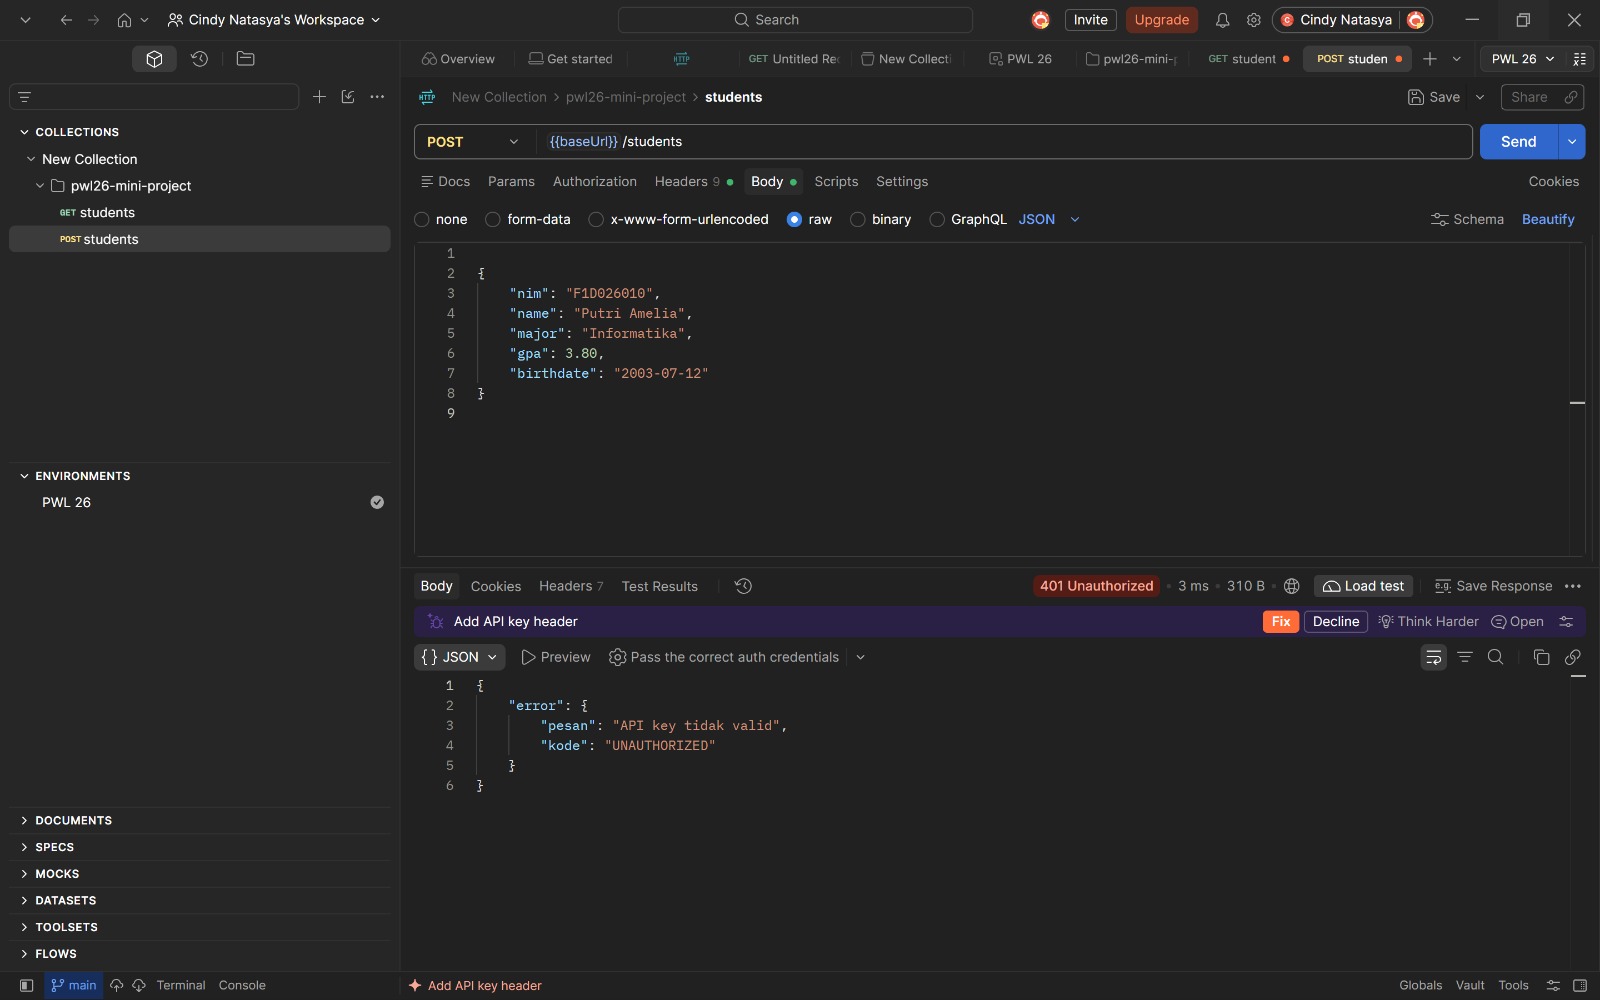 Cindy Natasya's Workspace
Search
Invite
Upgrade
C
Cindy Natasya
Overview
Get started
HTTP
GET Untitled Re
New Collecti
PWL 26
pwl26-mini-
GET student
POST studen
PWL 26
HTTP
New Collection > pwl26-mini-project > students
Save
Share
COLLECTIONS
New Collection
pwl26-mini-project
GET students
POST students
POST
{{baseUrl}} /students
Send
Docs
Params
Authorization
Headers 9
Body
Scripts
Settings
Cookies
none
form-data
x-www-form-urlencoded
raw
binary
GraphQL
JSON
Schema
Beautify
1
2 {
3 "nim": "F1D026010",
4 "name": "Putri Amelia",
5 "major": "Informatika",
6 "gpa": 3.80,
7 "birthdate": "2003-07-12"
8 }
9
ENVIRONMENTS
PWL 26
Body
Cookies
Headers 7
Test Results
401 Unauthorized
3 ms
310 B
Load test
e.g. Save Response
Add API key header
Fix
Decline
Think Harder
Open
{} JSON
Preview
Pass the correct auth credentials
1 {
2 "error": {
3 "pesan": "API key tidak valid",
4 "kode": "UNAUTHORIZED"
5 }
6 }
DOCUMENTS
SPECS
MOCKS
DATASETS
TOOLSETS
FLOWS
main
Terminal
Console
Add API key header
Globals
Vault
Tools